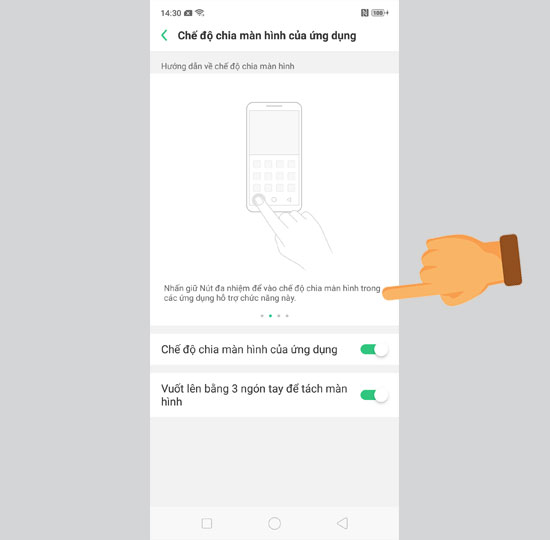 14:30
100
Chế độ chia màn hình của ứng dụng
Hướng dẫn về chế độ chia màn hình
Nhấn giữ Nút đa nhiệm để vào chế độ chia màn hình trong
các ứng dụng hỗ trợ chức năng này.
Chế độ chia màn hình của ứng dụng
Vuốt lên bằng 3 ngón tay để tách màn
hình